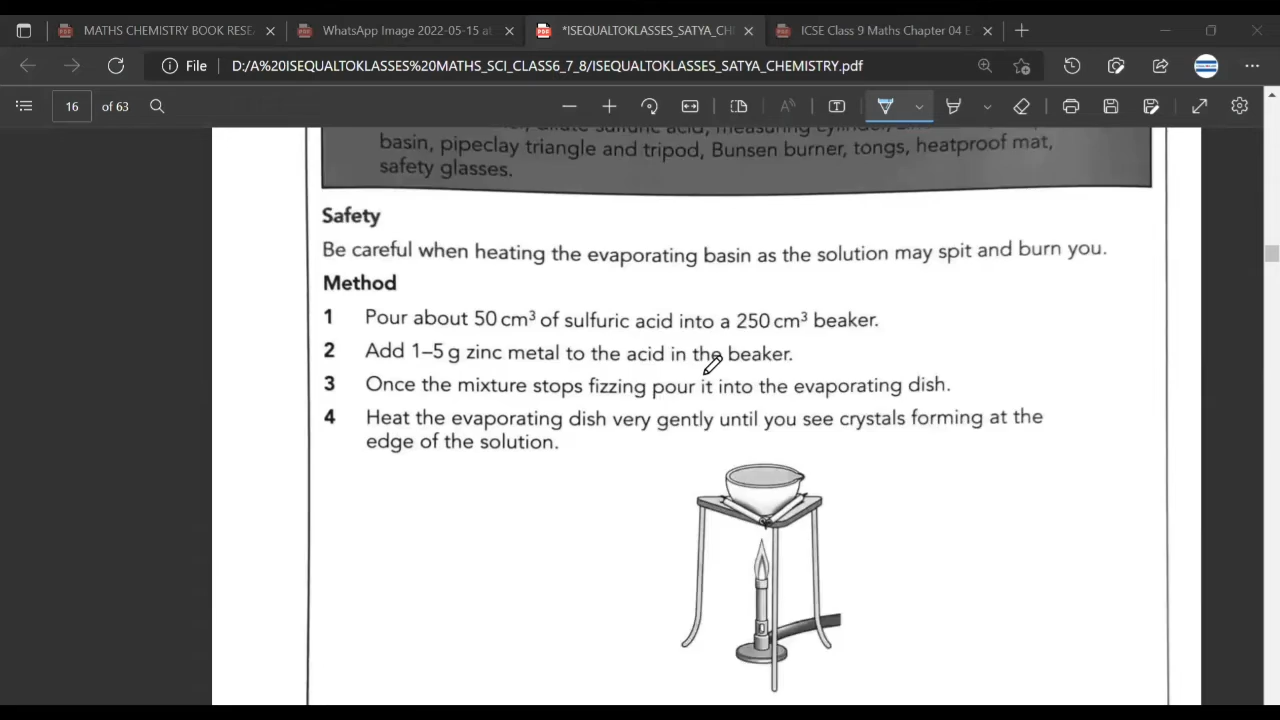 MATHS CHEMISTRY BOOK RESE
WhatsApp Image 2022-05-15 at
*ISEQUALTOKLASSES_SATYA_CH
ICSE Class 9 Maths Chapter 04 E
File
D:/A%20ISEQUALTOKLASSES%20MATHS_SCI_CLASS6_7_8/ISEQUALTOKLASSES_SATYA_CHEMISTRY.pdf
16 of 63
dilute sulfuric acid, measuring cylinder,
basin, pipeclay triangle and tripod, Bunsen burner, tongs, heatproof mat,
safety glasses.
Safety
Be careful when heating the evaporating basin as the solution may spit and burn you.
Method
1 Pour about 50 cm³ of sulfuric acid into a 250 cm³ beaker.
2 Add 1–5 g zinc metal to the acid in the beaker.
3 Once the mixture stops fizzing pour it into the evaporating dish.
4 Heat the evaporating dish very gently until you see crystals forming at the
edge of the solution.